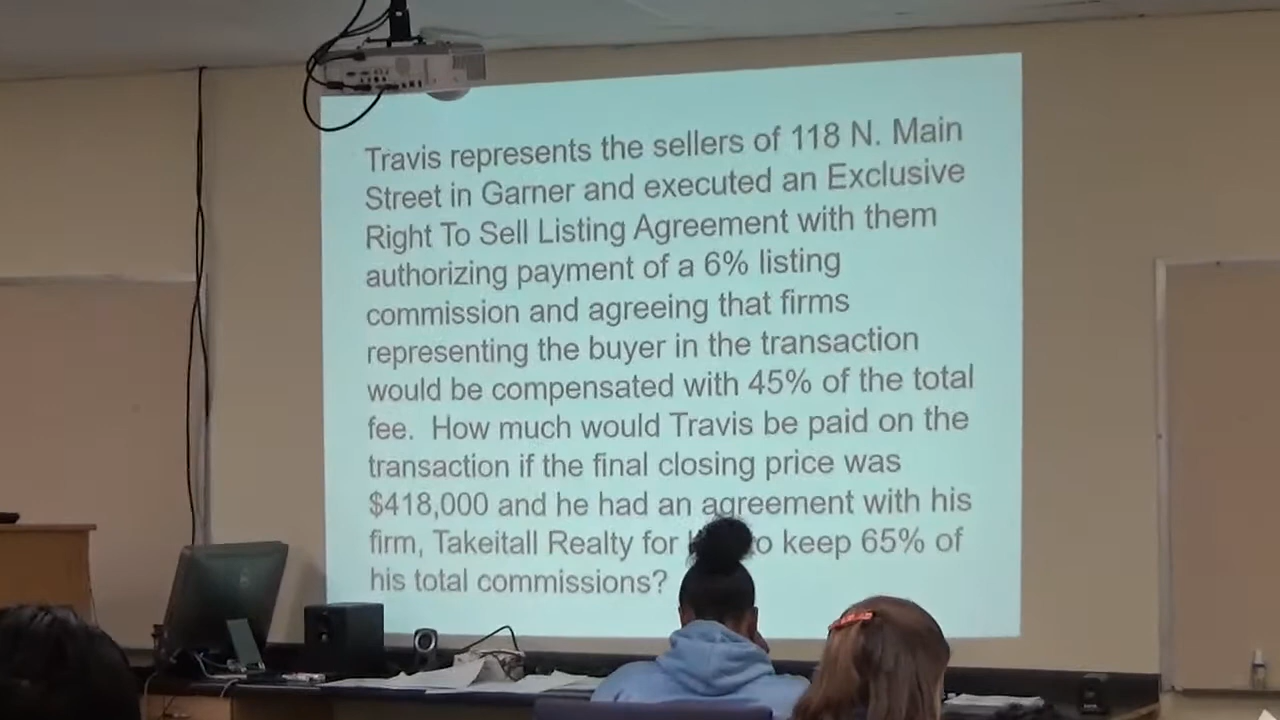 Travis represents the sellers of 118 N. Main
Street in Garner and executed an Exclusive
Right To Sell Listing Agreement with them
authorizing payment of a 6% listing
commission and agreeing that firms
representing the buyer in the transaction
would be compensated with 45% of the total
fee. How much would Travis be paid on the
transaction if the final closing price was
$418,000 and he had an agreement with his
firm, Takeitall Realty for keep 65% of
his total commissions?